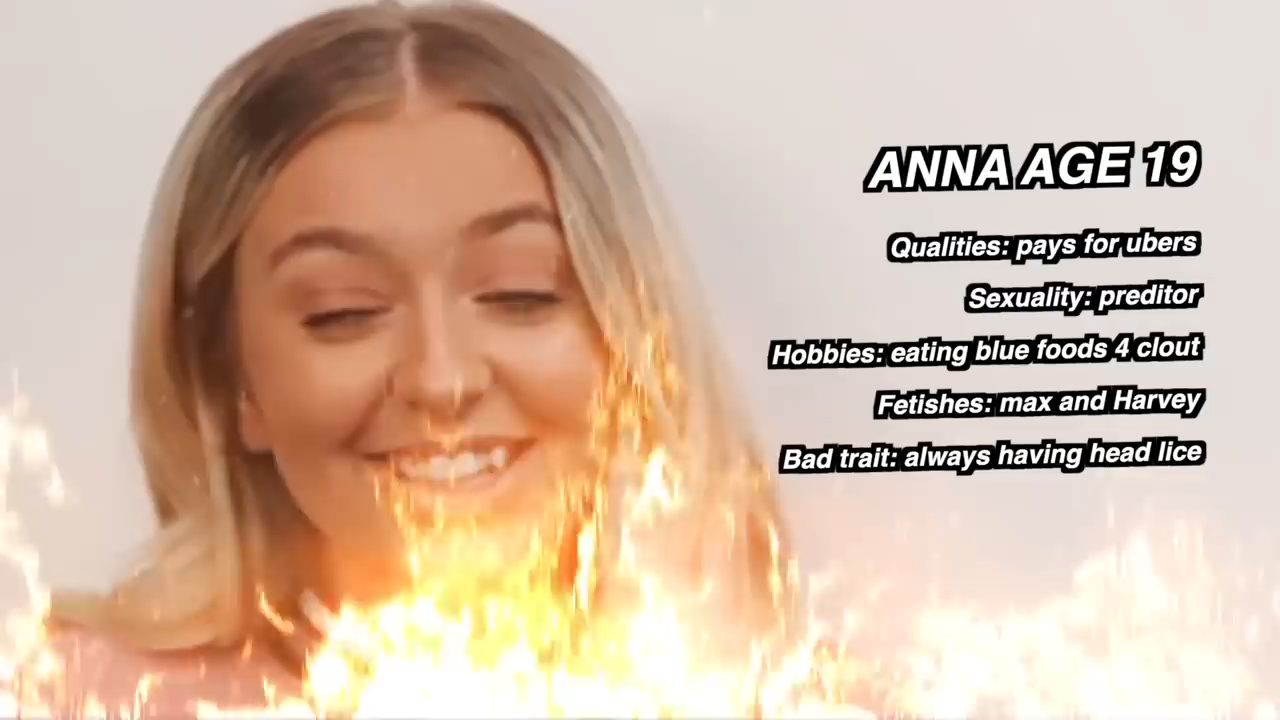 ANNA AGE 19
Qualities: pays for ubers
Sexuality: preditor
Hobbies: eating blue foods 4 clout
Fetishes: max and Harvey
Bad trait: always having head lice